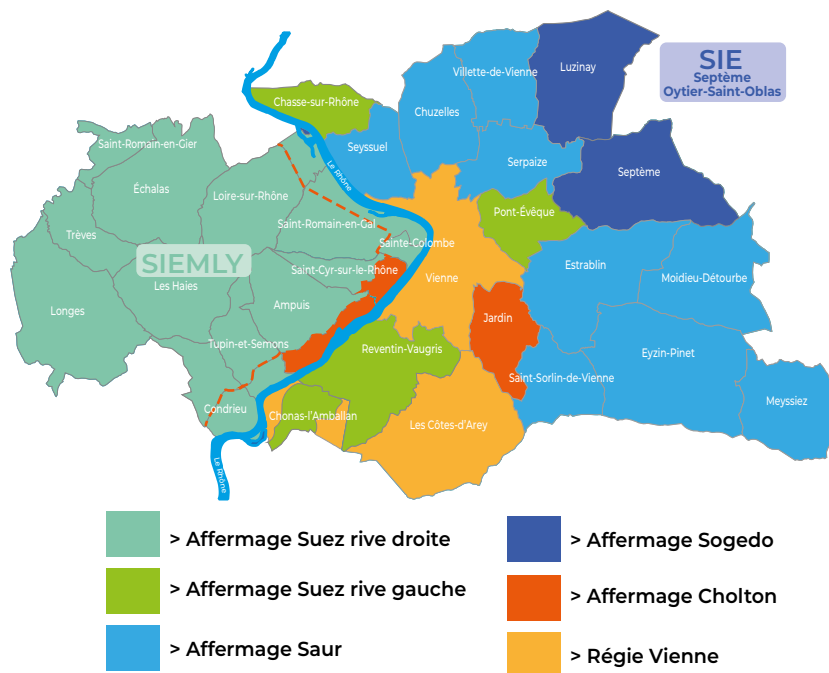 Luzinay
SIE
Septème
Oytier-Saint-Oblas
Villette-de-Vienne
Chasse-sur-Rhône
Chuzelles
Saint-Romain-en-Gier
Seyssuel
Serpaize
Le Rhône
Septème
Échalas
Loire-sur-Rhône
Pont-Évêque
Saint-Romain-en-Gal
Trèves
Sainte-Colombe
SIEMLY
Saint-Cyr-sur-le-Rhône
Vienne
Estrablin
Moidieu-Détourbe
Les Haies
Ampuis
Longes
Jardin
Tupin-et-Semons
Reventin-Vaugris
Eyzin-Pinet
Saint-Sorlin-de-Vienne
Meyssiez
Condrieu
Chonas-l'Amballan
Les Côtes-d'Arey
Le Rhône
> Affermage Suez rive droite
> Affermage Suez rive gauche
> Affermage Saur
> Affermage Sogedo
> Affermage Cholton
> Régie Vienne